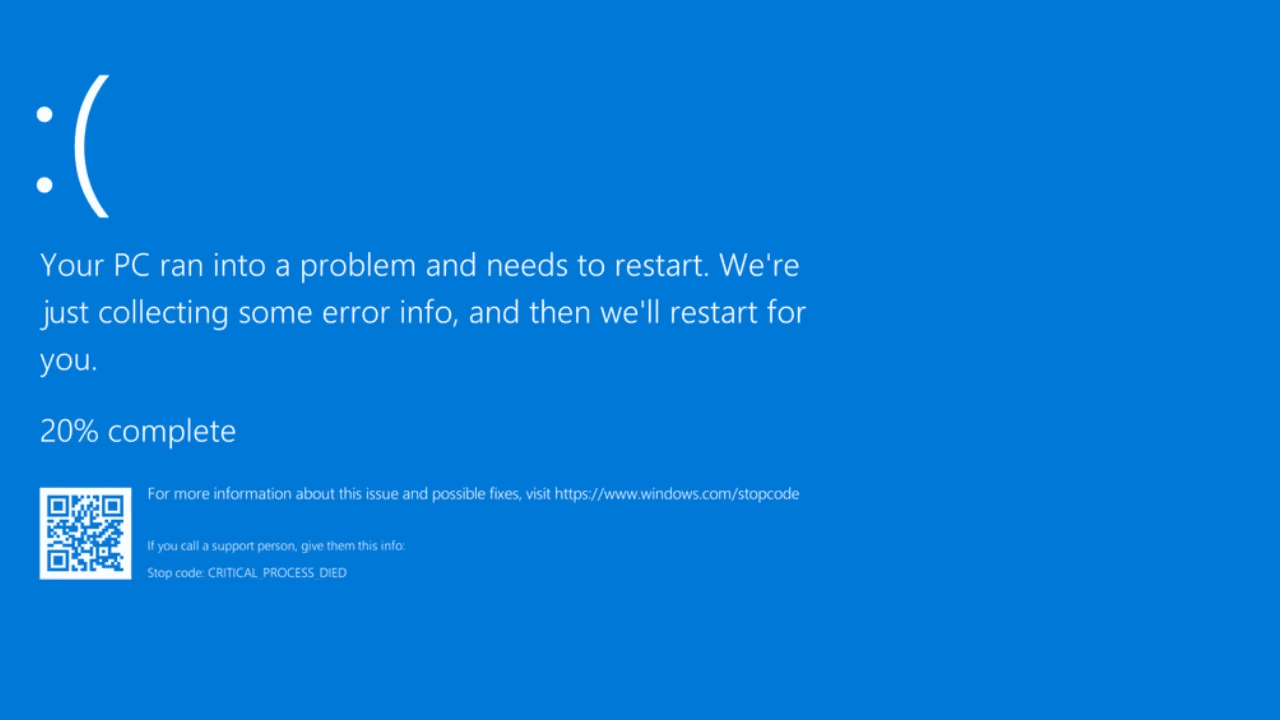 :(
Your PC ran into a problem and needs to restart. We're
just collecting some error info, and then we'll restart for
you.
20% complete
For more information about this issue and possible fixes, visit https://www.windows.com/stopcode
If you call a support person, give them this info:
Stop code: CRITICAL_PROCESS_DIED